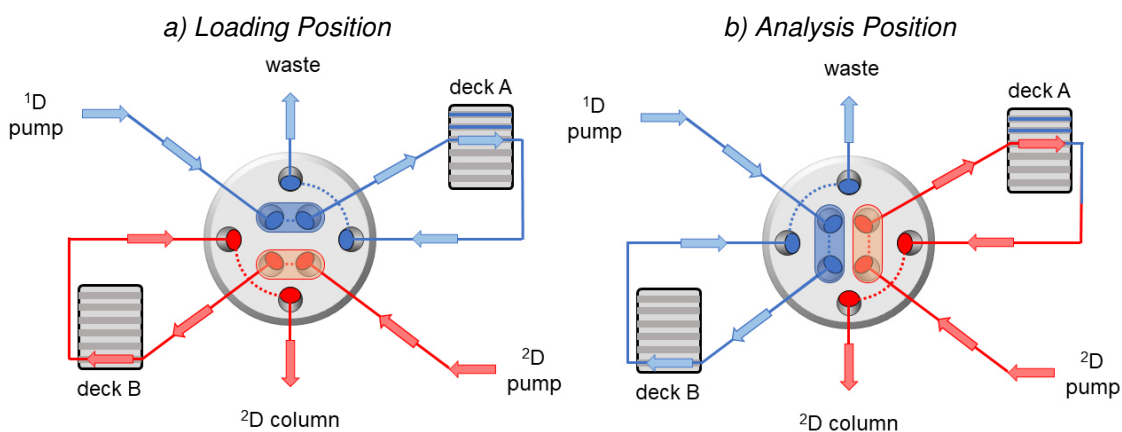 a) Loading Position
waste
deck A
¹D
pump
deck B
²D
pump
²D column
b) Analysis Position
waste
deck A
¹D
pump
deck B
²D
pump
²D column